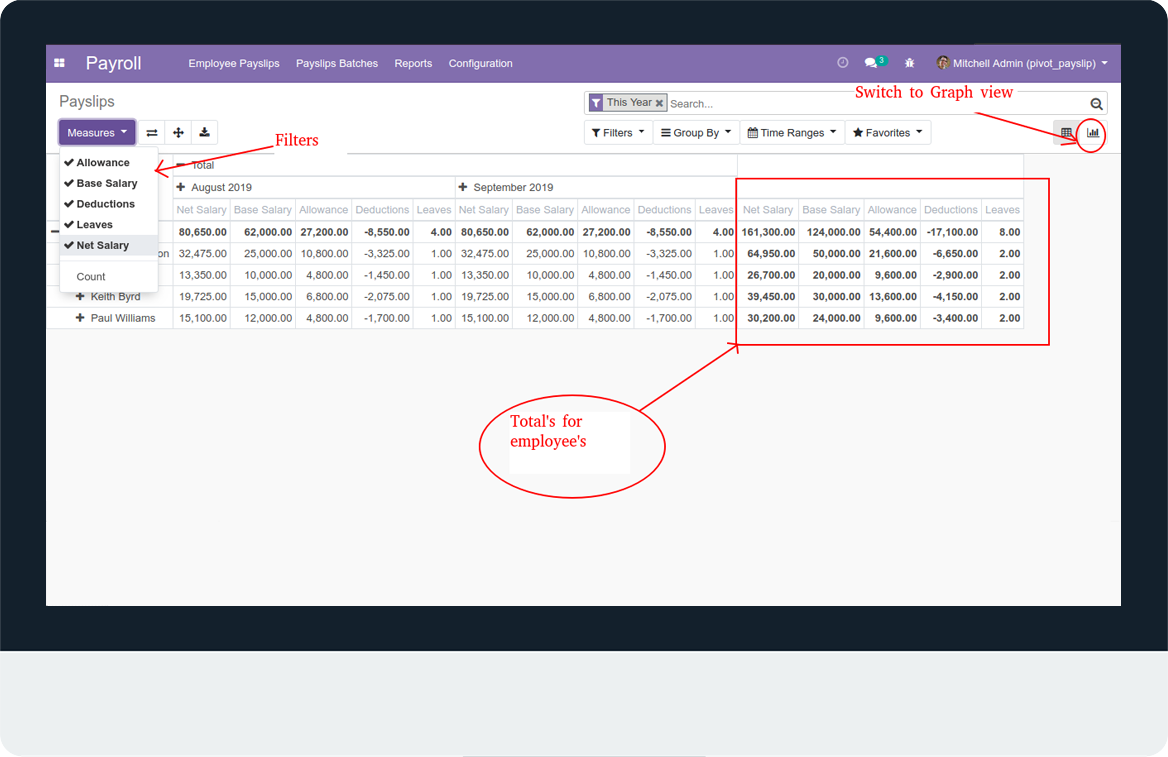 Payroll Employee Payslips Payslips Batches Reports Configuration 3 Mitchell Admin (pivot_payslip)
Payslips This Year Search... Switch to Graph view
Measures Filters Filters Group By Time Ranges Favorites
Allowance Total
Base Salary August 2019 September 2019
Deductions Net Salary Base Salary Allowance Deductions Leaves Net Salary Base Salary Allowance Deductions Leaves Net Salary Base Salary Allowance Deductions Leaves
Leaves 80,650.00 62,000.00 27,200.00 -8,550.00 4.00 80,650.00 62,000.00 27,200.00 -8,550.00 4.00 161,300.00 124,000.00 54,400.00 -17,100.00 8.00
Net Salary on 32,475.00 25,000.00 10,800.00 -3,325.00 1.00 32,475.00 25,000.00 10,800.00 -3,325.00 1.00 64,950.00 50,000.00 21,600.00 -6,650.00 2.00
Count 13,350.00 10,000.00 4,800.00 -1,450.00 1.00 13,350.00 10,000.00 4,800.00 -1,450.00 1.00 26,700.00 20,000.00 9,600.00 -2,900.00 2.00
Keith Byrd 19,725.00 15,000.00 6,800.00 -2,075.00 1.00 19,725.00 15,000.00 6,800.00 -2,075.00 1.00 39,450.00 30,000.00 13,600.00 -4,150.00 2.00
Paul Williams 15,100.00 12,000.00 4,800.00 -1,700.00 1.00 15,100.00 12,000.00 4,800.00 -1,700.00 1.00 30,200.00 24,000.00 9,600.00 -3,400.00 2.00
Total's for
employee's